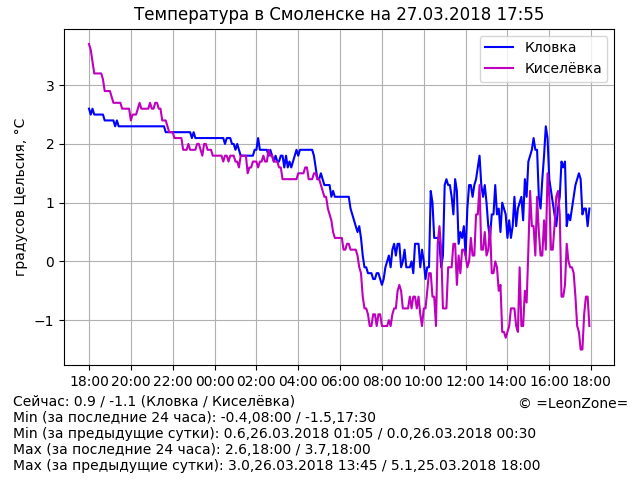 Температура в Смоленске на 27.03.2018 17:55
Кловка
Киселёвка
градусов Цельсия, °C
3
2
1
0
−1
18:00 20:00 22:00 00:00 02:00 04:00 06:00 08:00 10:00 12:00 14:00 16:00 18:00
Сейчас: 0.9 / -1.1 (Кловка / Киселёвка)
© =LeonZone=
Min (за последние 24 часа): -0.4,08:00 / -1.5,17:30
Min (за предыдущие сутки): 0.6,26.03.2018 01:05 / 0.0,26.03.2018 00:30
Max (за последние 24 часа): 2.6,18:00 / 3.7,18:00
Max (за предыдущие сутки): 3.0,26.03.2018 13:45 / 5.1,25.03.2018 18:00